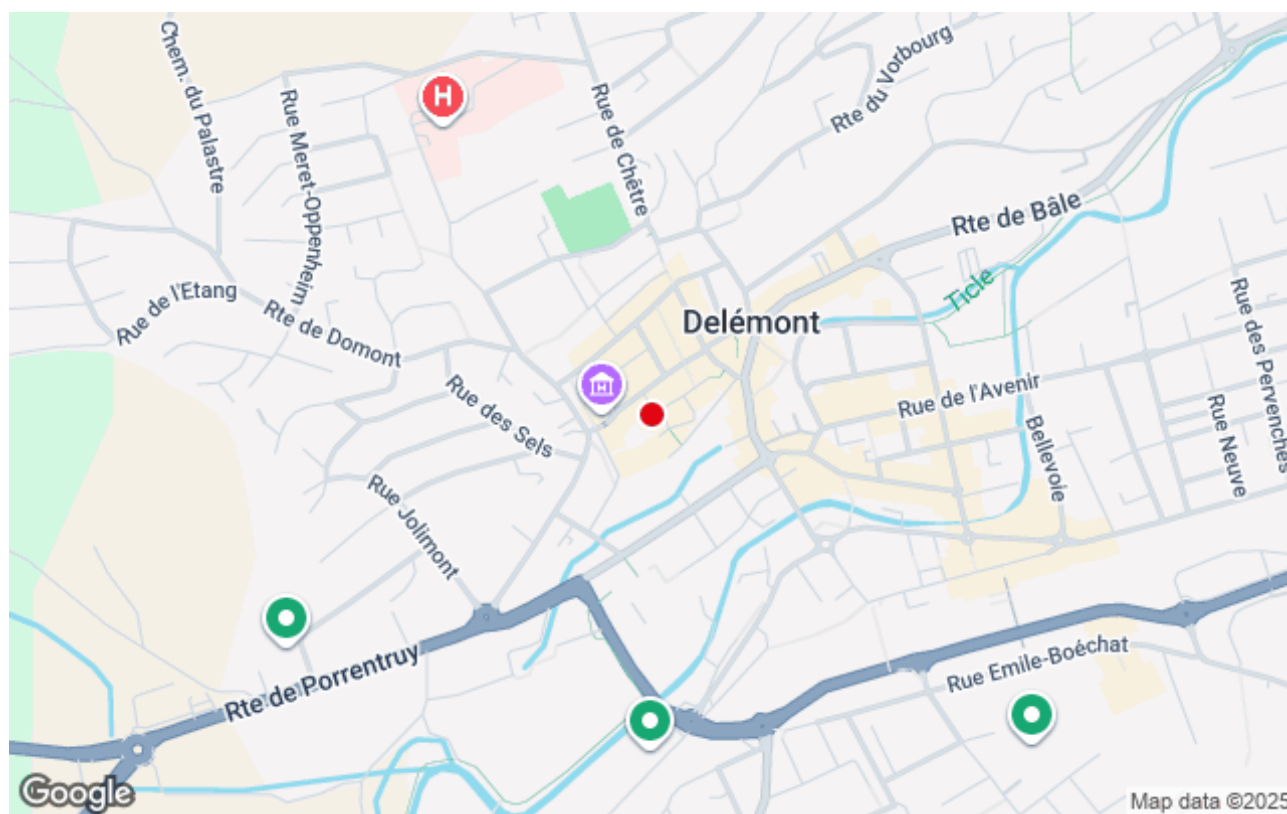 Chem. du Palastre
Rue Meret-Oppenheim
H
Rue de Chêtre
Rte du Vorbourg
Rte de Bâle
Rue de l'Etang
Rte de Domont
Delémont
Ticle
Rue des Pervenches
Rue de l'Avenir
Rue Neuve
Rue des Sels
Bellevoie
Rue Jolimont
Rte de Porrentruy
Rue Emile-Boéchat
Google
Map data ©2025